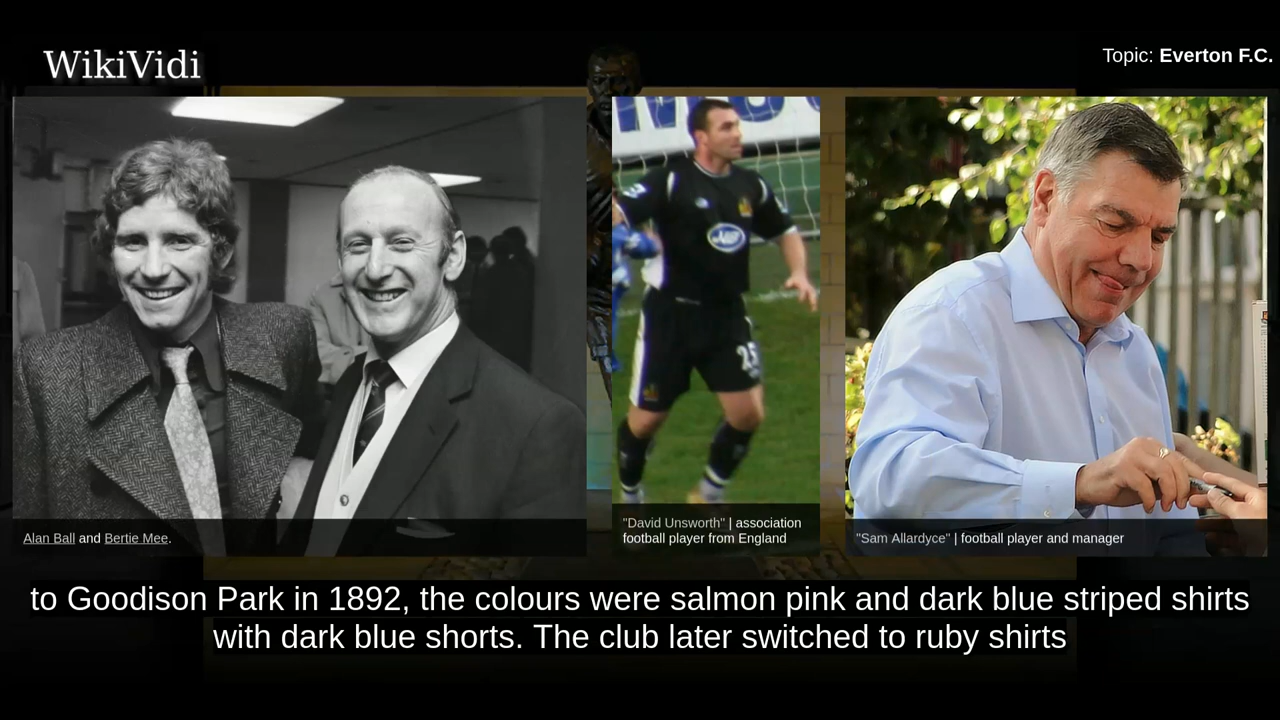 WikiVidi
Topic: Everton F.C.
Alan Ball and Bertie Mee.
"David Unsworth" | association
football player from England
"Sam Allardyce" | football player and manager
25
to Goodison Park in 1892, the colours were salmon pink and dark blue striped shirts
with dark blue shorts. The club later switched to ruby shirts